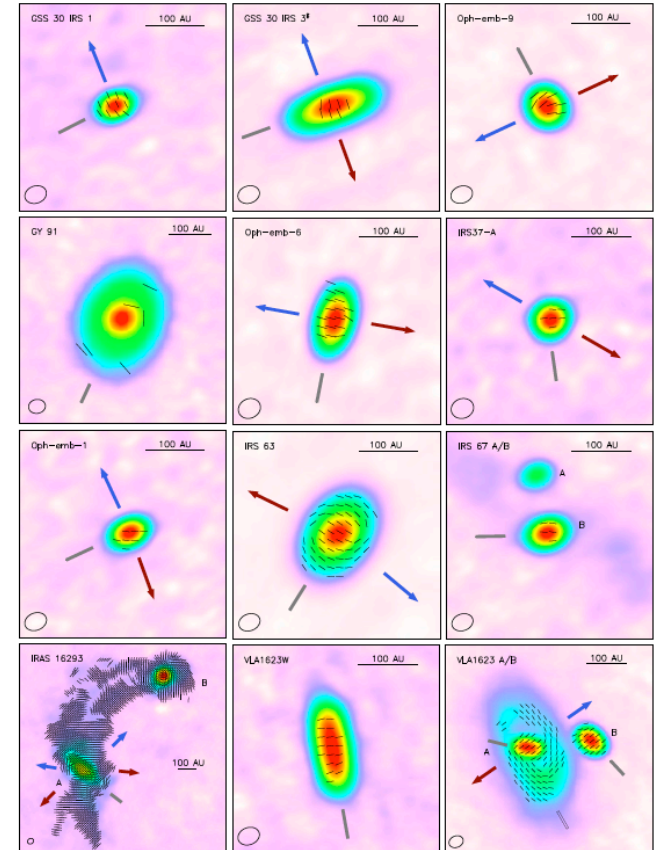 GSS 30 IRS 1 100 AU
GSS 30 IRS 3# 100 AU
Oph-emb-9 100 AU
GY 91 100 AU
Oph-emb-6 100 AU
IRS37-A 100 AU
Oph-emb-1 100 AU
IRS 63 100 AU
IRS 67 A/B 100 AU
A
B
IRAS 16293
B
A
100 AU
VLA1623W 100 AU
VLA1623 A/B 100 AU
A
B